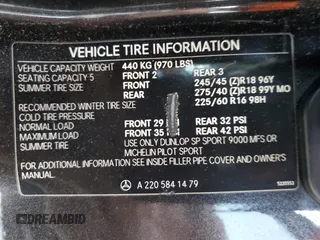 VEHICLE TIRE INFORMATION
VEHICLE CAPACITY WEIGHT 440 KG (970 LBS)
SEATING CAPACITY 5 FRONT 2 REAR 3
SUMMER TIRE SIZE FRONT 245/45 (Z)R18 96Y
REAR 275/40 (Z)R18 99Y MO
RECOMMENDED WINTER TIRE SIZE 225/60 R16 98H
COLD TIRE PRESSURE FRONT 29 REAR 32 PSI
MAXIMUM LOAD FRONT 35 REAR 42 PSI
SUMMER TIRE USE ONLY DUNLOP SP SPORT 9000 MFS OR
MICHELIN PILOT SPORT
/ SEE ALSO INFORMATION ON INSIDE FILLER PIPE COVER AND OWNER'S
MANUAL.
A 220 584 14 79
DREAMBID